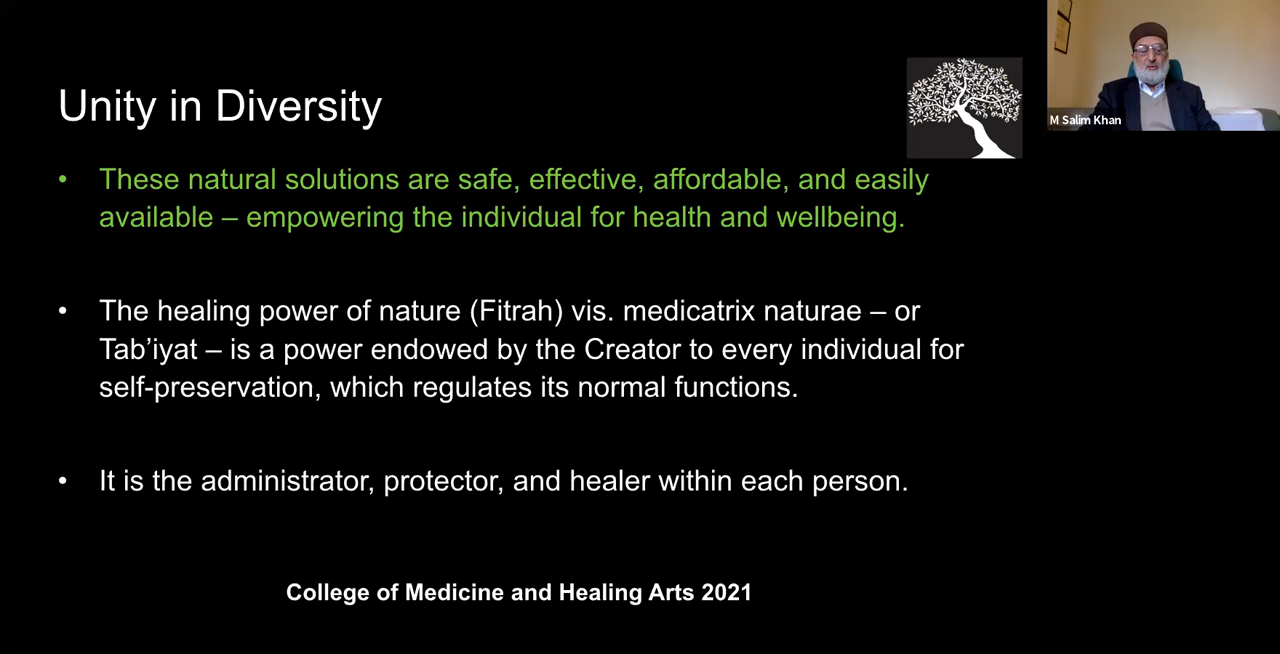 Unity in Diversity
M Salim Khan
• These natural solutions are safe, effective, affordable, and easily
available – empowering the individual for health and wellbeing.
• The healing power of nature (Fitrah) vis. medicatrix naturae – or
Tab’iyat – is a power endowed by the Creator to every individual for
self-preservation, which regulates its normal functions.
• It is the administrator, protector, and healer within each person.
College of Medicine and Healing Arts 2021